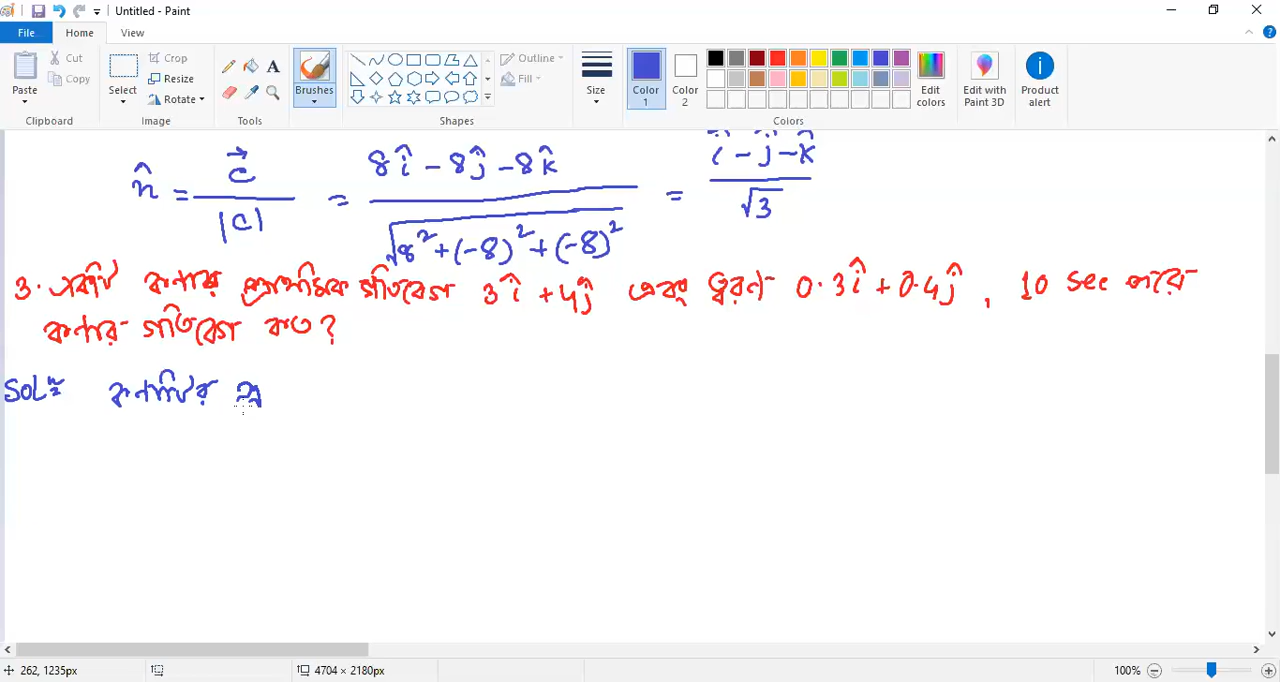 Untitled - Paint
File Home View
Paste Cut Copy Select Crop Resize Rotate Brushes Outline Fill Size Color 1 Color 2 Edit colors Edit with Paint 3D Product alert
Clipboard Image Tools Shapes Colors
n̂ = c⃗ / |c| = 8î - 8ĵ - 8k̂ / √8² + (-8)² + (-8)² = î - ĵ - k̂ / √3
3. একটি কণার প্রাথমিক গতিবেগ 3î + 4ĵ এবং ত্বরণ 0.3î + 0.4ĵ , 10 sec পরে
কণার গতিবেগ কত?
SOLⁿ= কণাটির প্র
262, 1235px 4704 × 2180px 100%